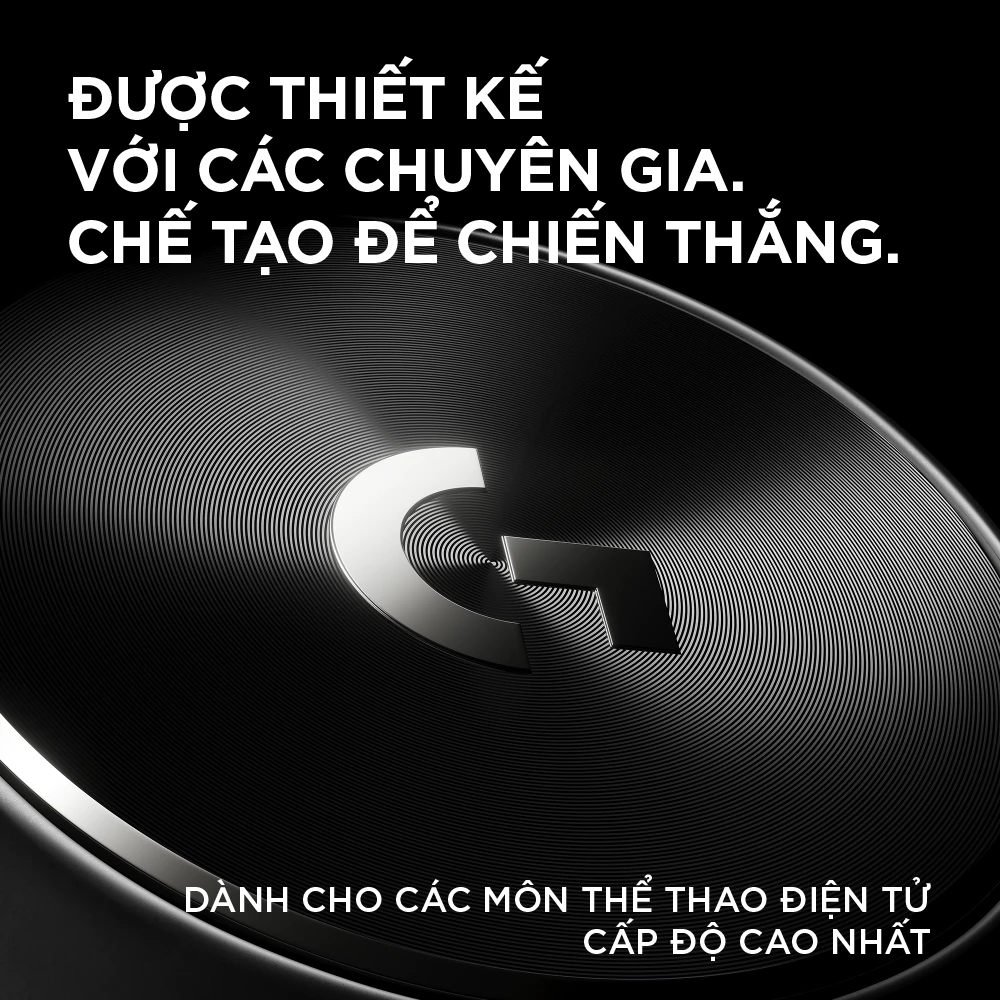 ĐƯỢC THIẾT KẾ
VỚI CÁC CHUYÊN GIA.
CHẾ TẠO ĐỂ CHIẾN THẮNG.
G
DÀNH CHO CÁC MÔN THỂ THAO ĐIỆN TỬ
CẤP ĐỘ CAO NHẤT